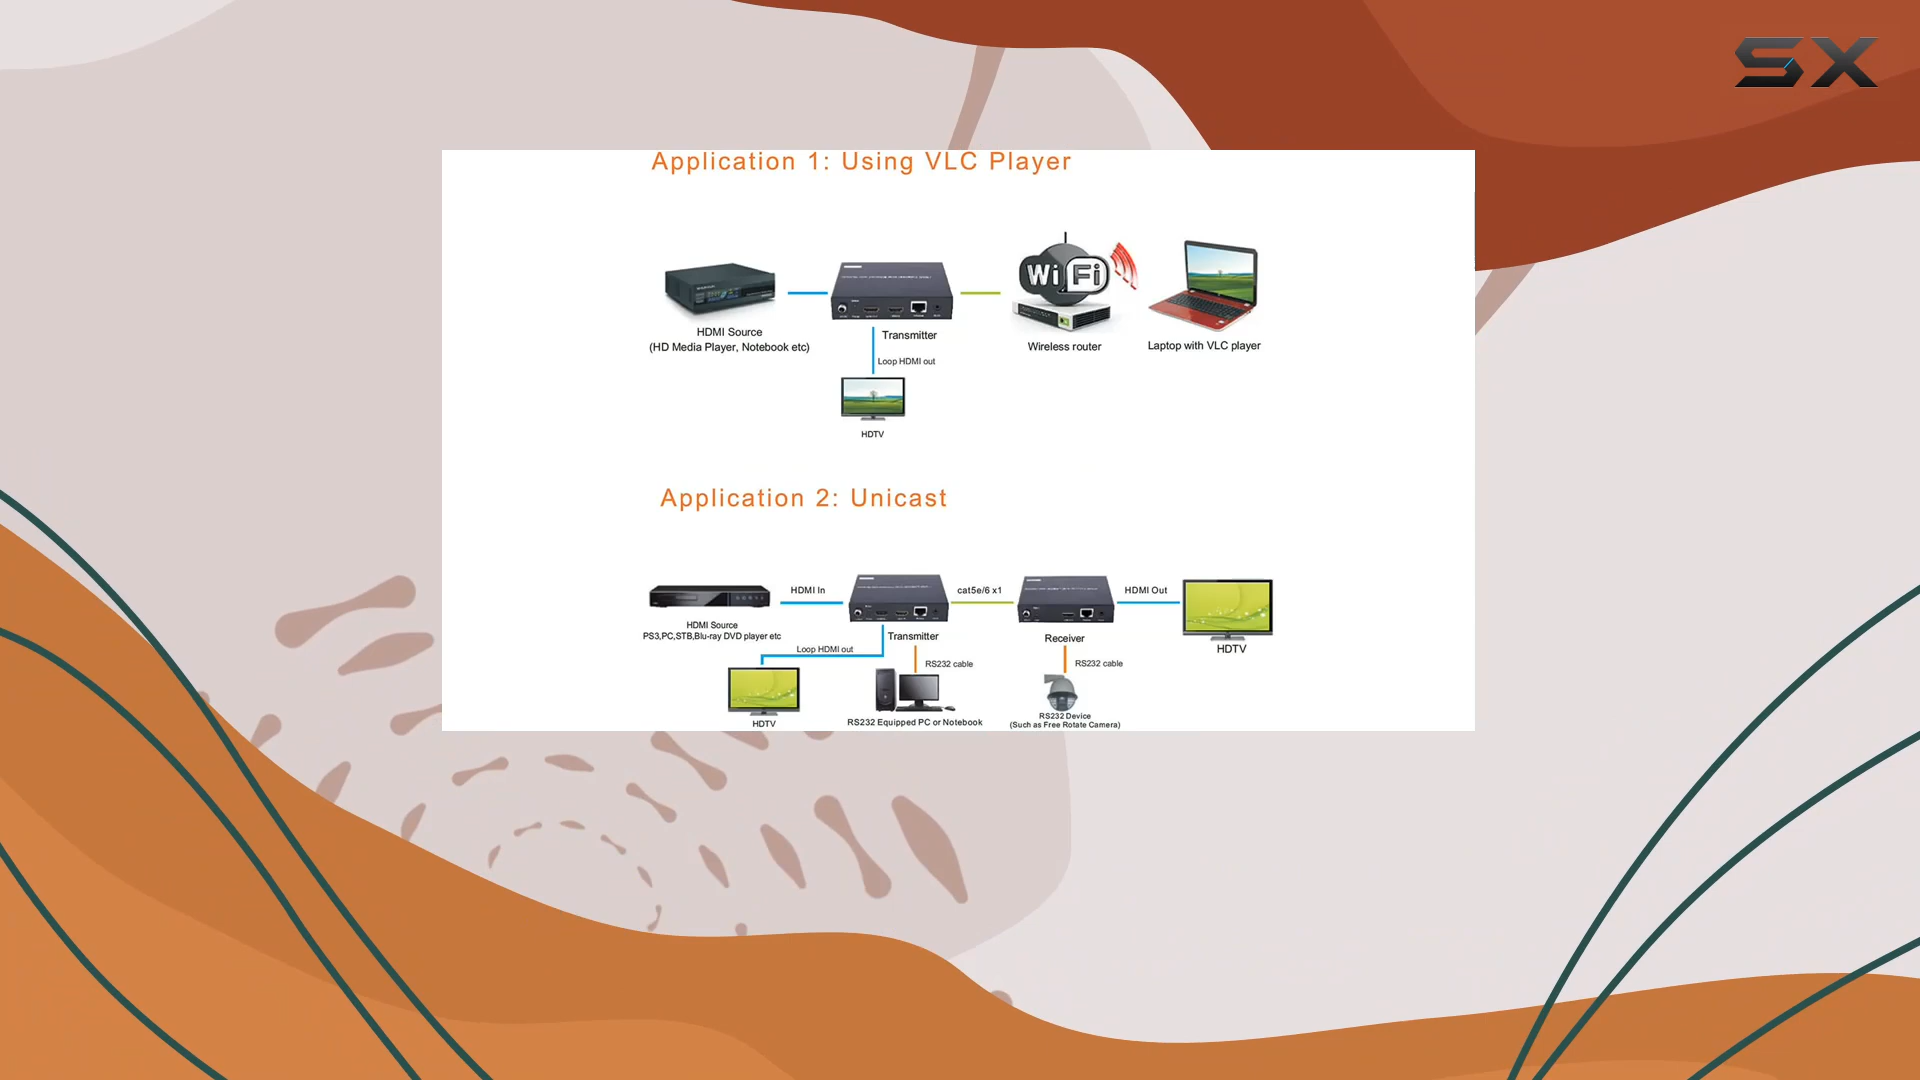 SX
Application 1: Using VLC Player
WiFi
HDMI Source
(HD Media Player, Notebook etc)
Transmitter
Loop HDMI out
HDTV
Wireless router
Laptop with VLC player
Application 2: Unicast
HDMI In
cat5e/6 x1
HDMI Out
HDMI Source
PS3,PC,STB,Blu-ray DVD player etc
Transmitter
Receiver
HDTV
Loop HDMI out
RS232 cable
RS232 cable
HDTV
RS232 Equipped PC or Notebook
RS232 Device
(Such as Free Rotate Camera)